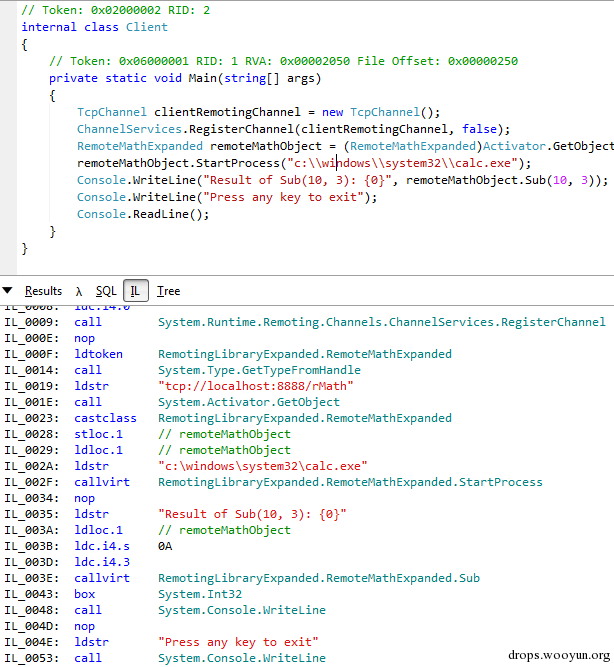 // Token: 0x02000002 RID: 2
internal class Client
{
// Token: 0x06000001 RID: 1 RVA: 0x00002050 File Offset: 0x00000250
private static void Main(string[] args)
{
TcpChannel clientRemotingChannel = new TcpChannel();
ChannelServices.RegisterChannel(clientRemotingChannel, false);
RemoteMathExpanded remoteMathObject = (RemoteMathExpanded)Activator.GetObject
remoteMathObject.StartProcess("c:\\windows\\system32\\calc.exe");
Console.WriteLine("Result of Sub(10, 3): {0}", remoteMathObject.Sub(10, 3));
Console.WriteLine("Press any key to exit");
Console.ReadLine();
}
}
Results λ SQL IL Tree
IL_0008: ldc.i4.0
IL_0009: call System.Runtime.Remoting.Channels.ChannelServices.RegisterChannel
IL_000E: nop
IL_000F: ldtoken RemotingLibraryExpanded.RemoteMathExpanded
IL_0014: call System.Type.GetTypeFromHandle
IL_0019: ldstr "tcp://localhost:8888/rMath"
IL_001E: call System.Activator.GetObject
IL_0023: castclass RemotingLibraryExpanded.RemoteMathExpanded
IL_0028: stloc.1 // remoteMathObject
IL_0029: ldloc.1 // remoteMathObject
IL_002A: ldstr "c:\windows\system32\calc.exe"
IL_002F: callvirt RemotingLibraryExpanded.RemoteMathExpanded.StartProcess
IL_0034: nop
IL_0035: ldstr "Result of Sub(10, 3): {0}"
IL_003A: ldloc.1 // remoteMathObject
IL_003B: ldc.i4.s 0A
IL_003D: ldc.i4.3
IL_003E: callvirt RemotingLibraryExpanded.RemoteMathExpanded.Sub
IL_0043: box System.Int32
IL_0048: call System.Console.WriteLine
IL_004D: nop
IL_004E: ldstr "Press any key to exit"
IL_0053: call System.Console.WriteLine
drops.wooyun.org